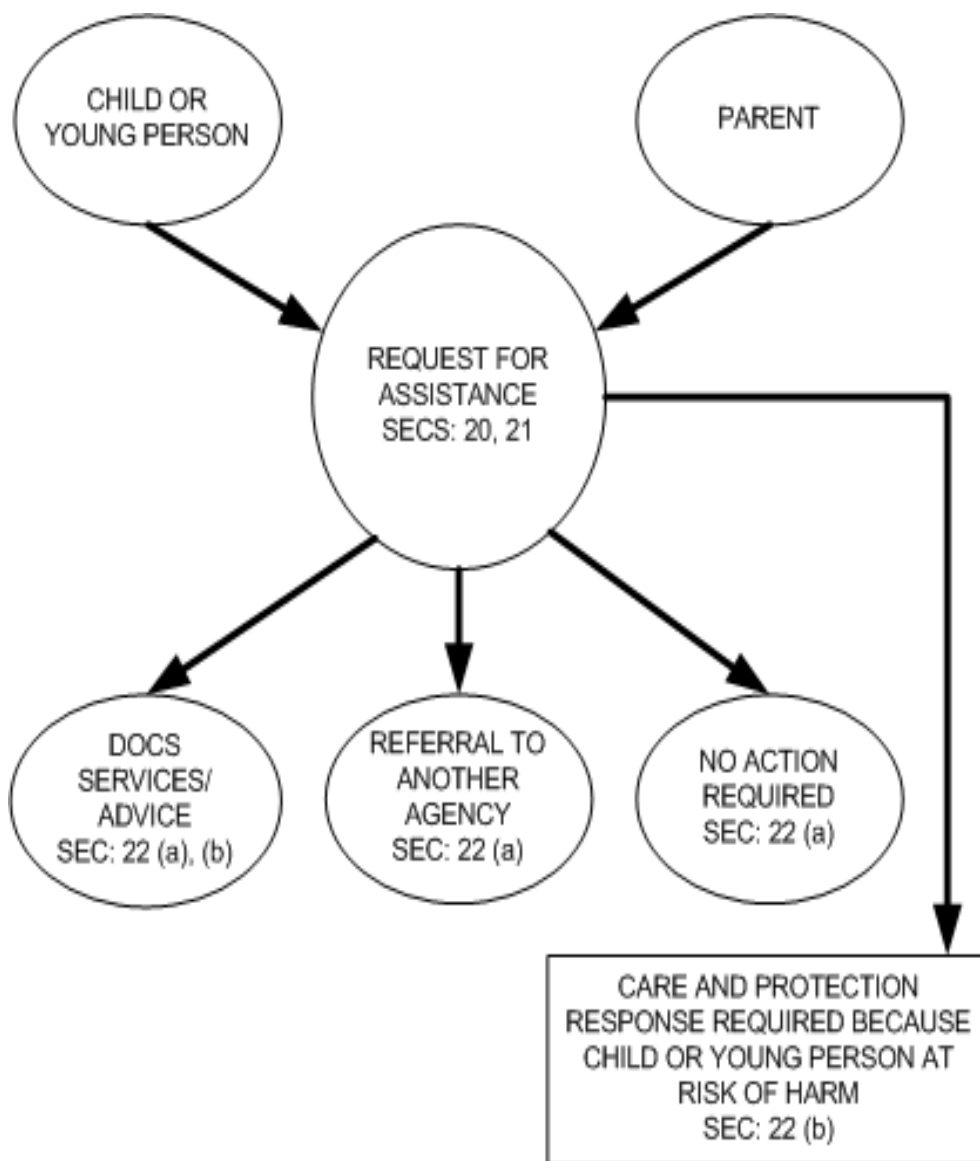 CHILD OR
YOUNG PERSON
PARENT
REQUEST FOR
ASSISTANCE
SECS: 20, 21
DOCS
SERVICES/
ADVICE
SEC: 22 (a), (b)
REFERRAL TO
ANOTHER
AGENCY
SEC: 22 (a)
NO ACTION
REQUIRED
SEC: 22 (a)
CARE AND PROTECTION
RESPONSE REQUIRED BECAUSE
CHILD OR YOUNG PERSON AT
RISK OF HARM
SEC: 22 (b)